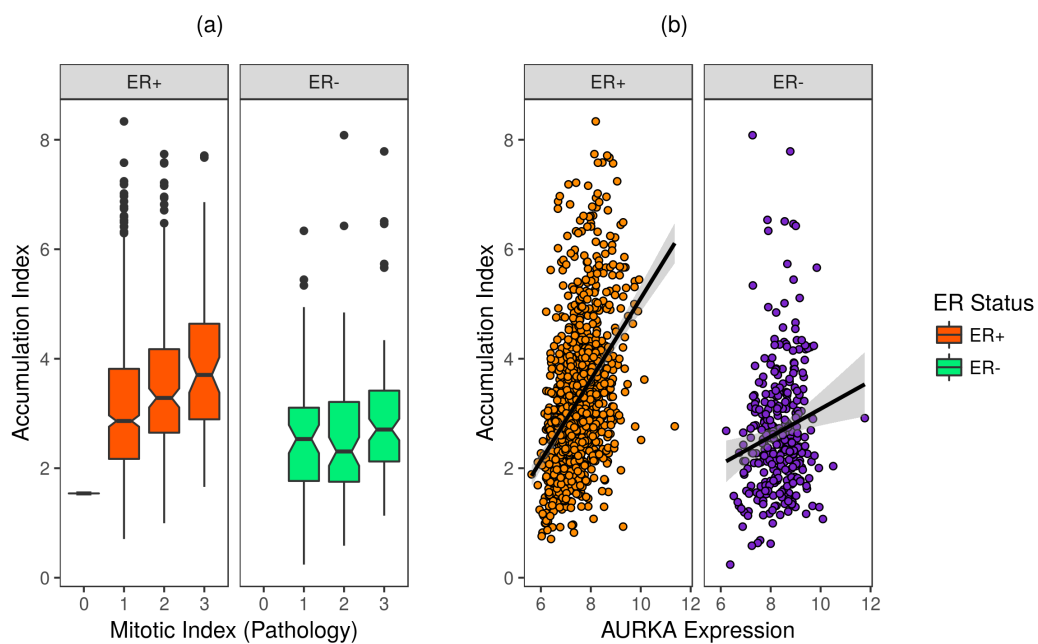 (a)
(b)
ER+
ER-
ER+
ER-
Accumulation Index
8
6
4
2
0
0 1 2 3
0 1 2 3
Mitotic Index (Pathology)
Accumulation Index
8
6
4
2
0
6 8 10 12
6 8 10 12
AURKA Expression
ER Status
ER+
ER-